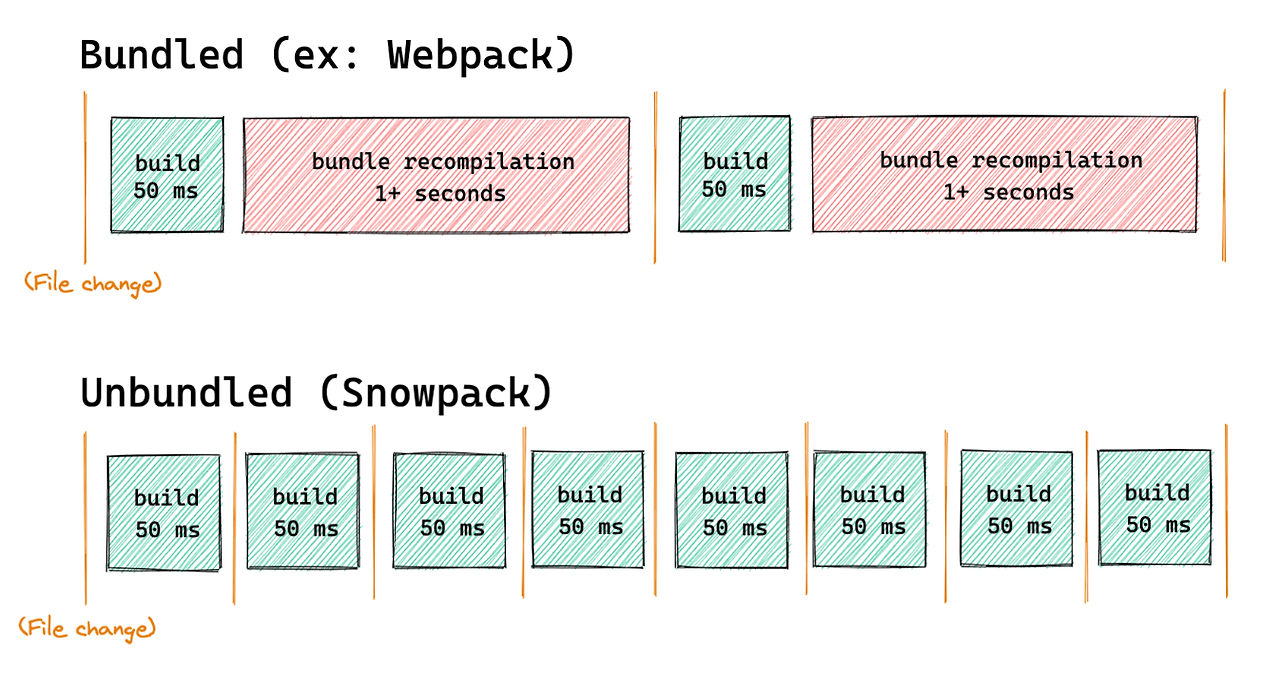 Bundled (ex: Webpack)
build
50 ms
bundle recompilation
1+ seconds
build
50 ms
bundle recompilation
1+ seconds
(File change)
Unbundled (Snowpack)
build
50 ms
build
50 ms
build
50 ms
build
50 ms
build
50 ms
build
50 ms
build
50 ms
build
50 ms
(File change)